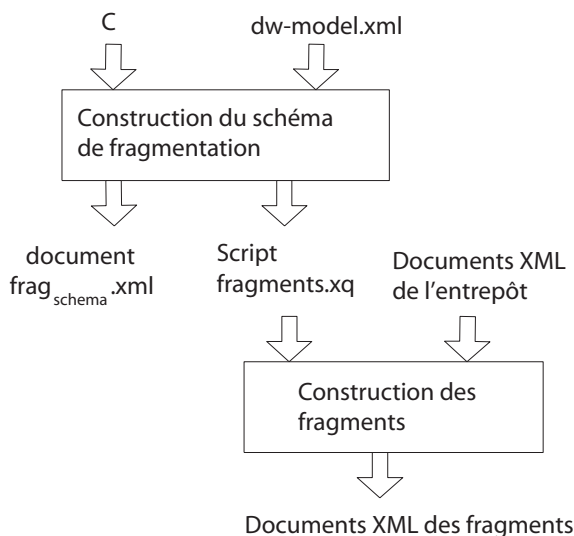 C
dw-model.xml
Construction du schéma
de fragmentation
document
frag_schema.xml
Script
fragments.xq
Documents XML
de l'entrepôt
Construction des
fragments
Documents XML des fragments